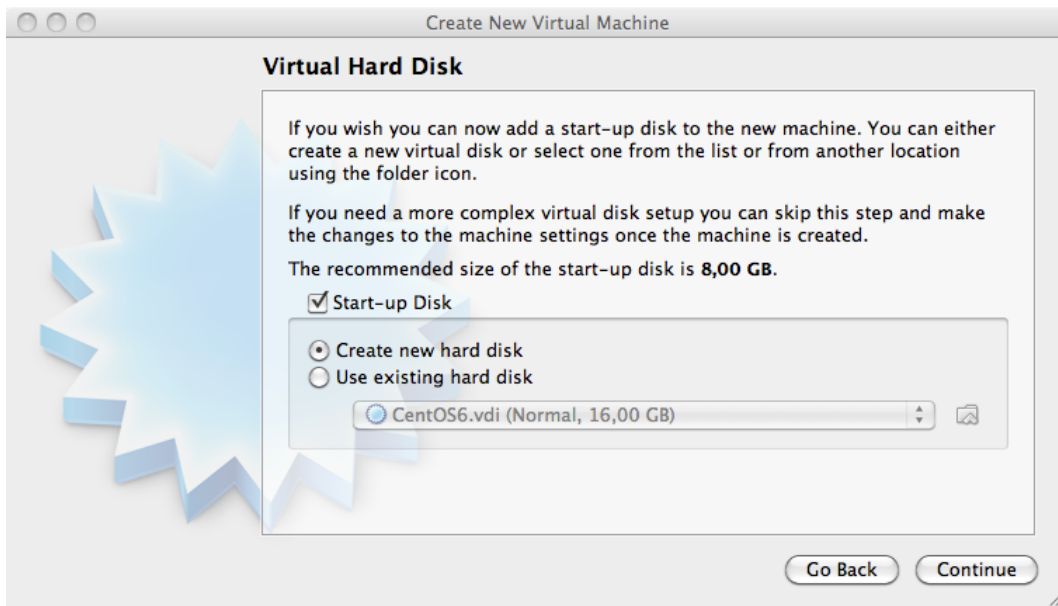 Create New Virtual Machine
Virtual Hard Disk
If you wish you can now add a start-up disk to the new machine. You can either
create a new virtual disk or select one from the list or from another location
using the folder icon.
If you need a more complex virtual disk setup you can skip this step and make
the changes to the machine settings once the machine is created.
The recommended size of the start-up disk is 8,00 GB.
Start-up Disk
Create new hard disk
Use existing hard disk
CentOS6.vdi (Normal, 16,00 GB)
Go Back
Continue